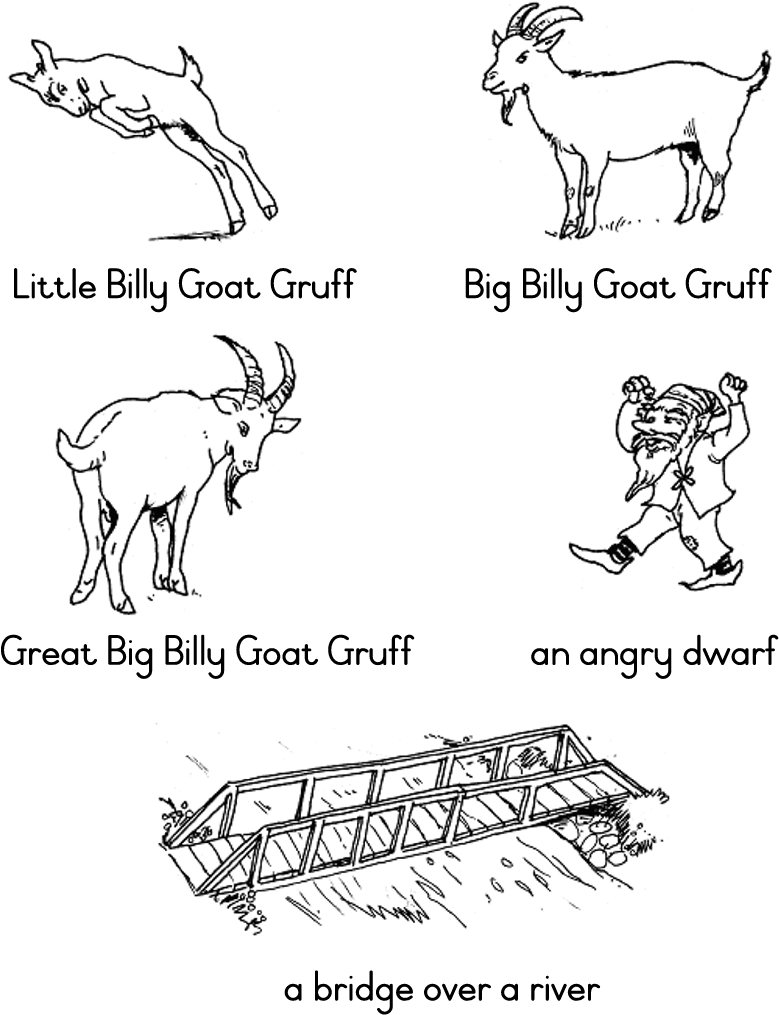 Little Billy Goat Gruff
Big Billy Goat Gruff
Great Big Billy Goat Gruff
an angry dwarf
a bridge over a river